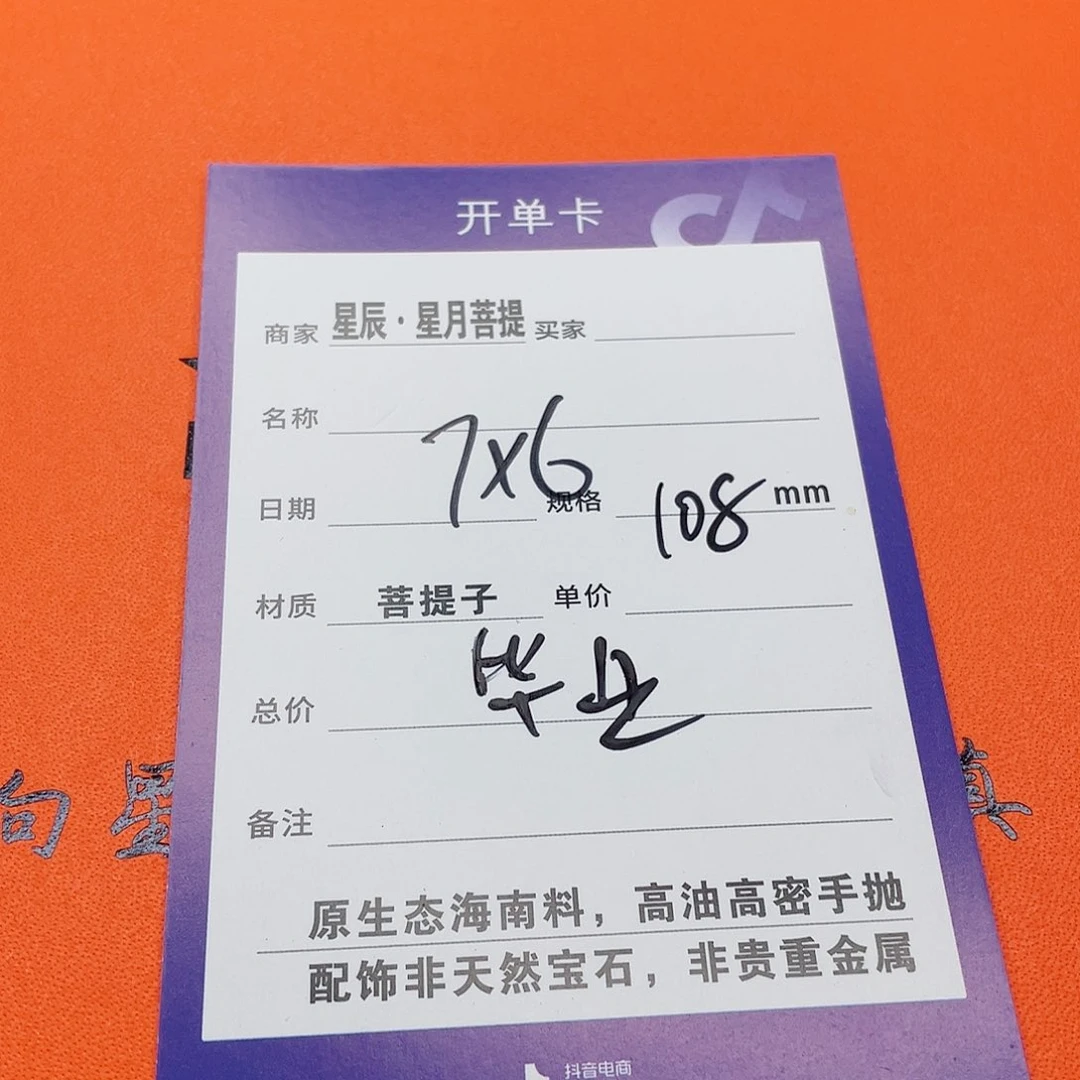 开单卡
商家 星辰·星月菩提 买家
名称
7x6
日期 规格 108 mm
材质 菩提子 单价
毕业
总价
备注
原生态海南料，高油高密手抛
配饰非天然宝石，非贵重金属
抖音电商
向星 真